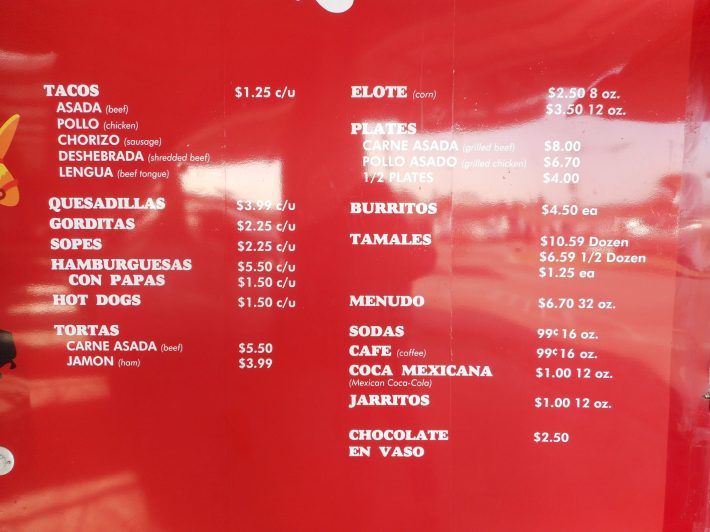 TACOS $1.25 c/u
ASADA (beef)
POLLO (chicken)
CHORIZO (sausage)
DESHEBRADA (shredded beef)
LENGUA (beef tongue)
QUESADILLAS $3.99 c/u
GORDITAS $2.25 c/u
SOPES $2.25 c/u
HAMBURGUESAS $5.50 c/u
CON PAPAS $1.50 c/u
HOT DOGS $1.50 c/u
TORTAS
CARNE ASADA (beef) $5.50
JAMON (ham) $3.99
ELOTE (corn) $2.50 8 oz.
$3.50 12 oz.
PLATES
CARNE ASADA (grilled beef) $8.00
POLLO ASADO (grilled chicken) $6.70
1/2 PLATES $4.00
BURRITOS $4.50 ea
TAMALES $10.59 Dozen
$6.59 1/2 Dozen
$1.25 ea
MENUDO $6.70 32 oz.
SODAS 99¢ 16 oz.
CAFE (coffee) 99¢ 16 oz.
COCA MEXICANA $1.00 12 oz.
(Mexican Coca-Cola)
JARRITOS $1.00 12 oz.
CHOCOLATE $2.50
EN VASO